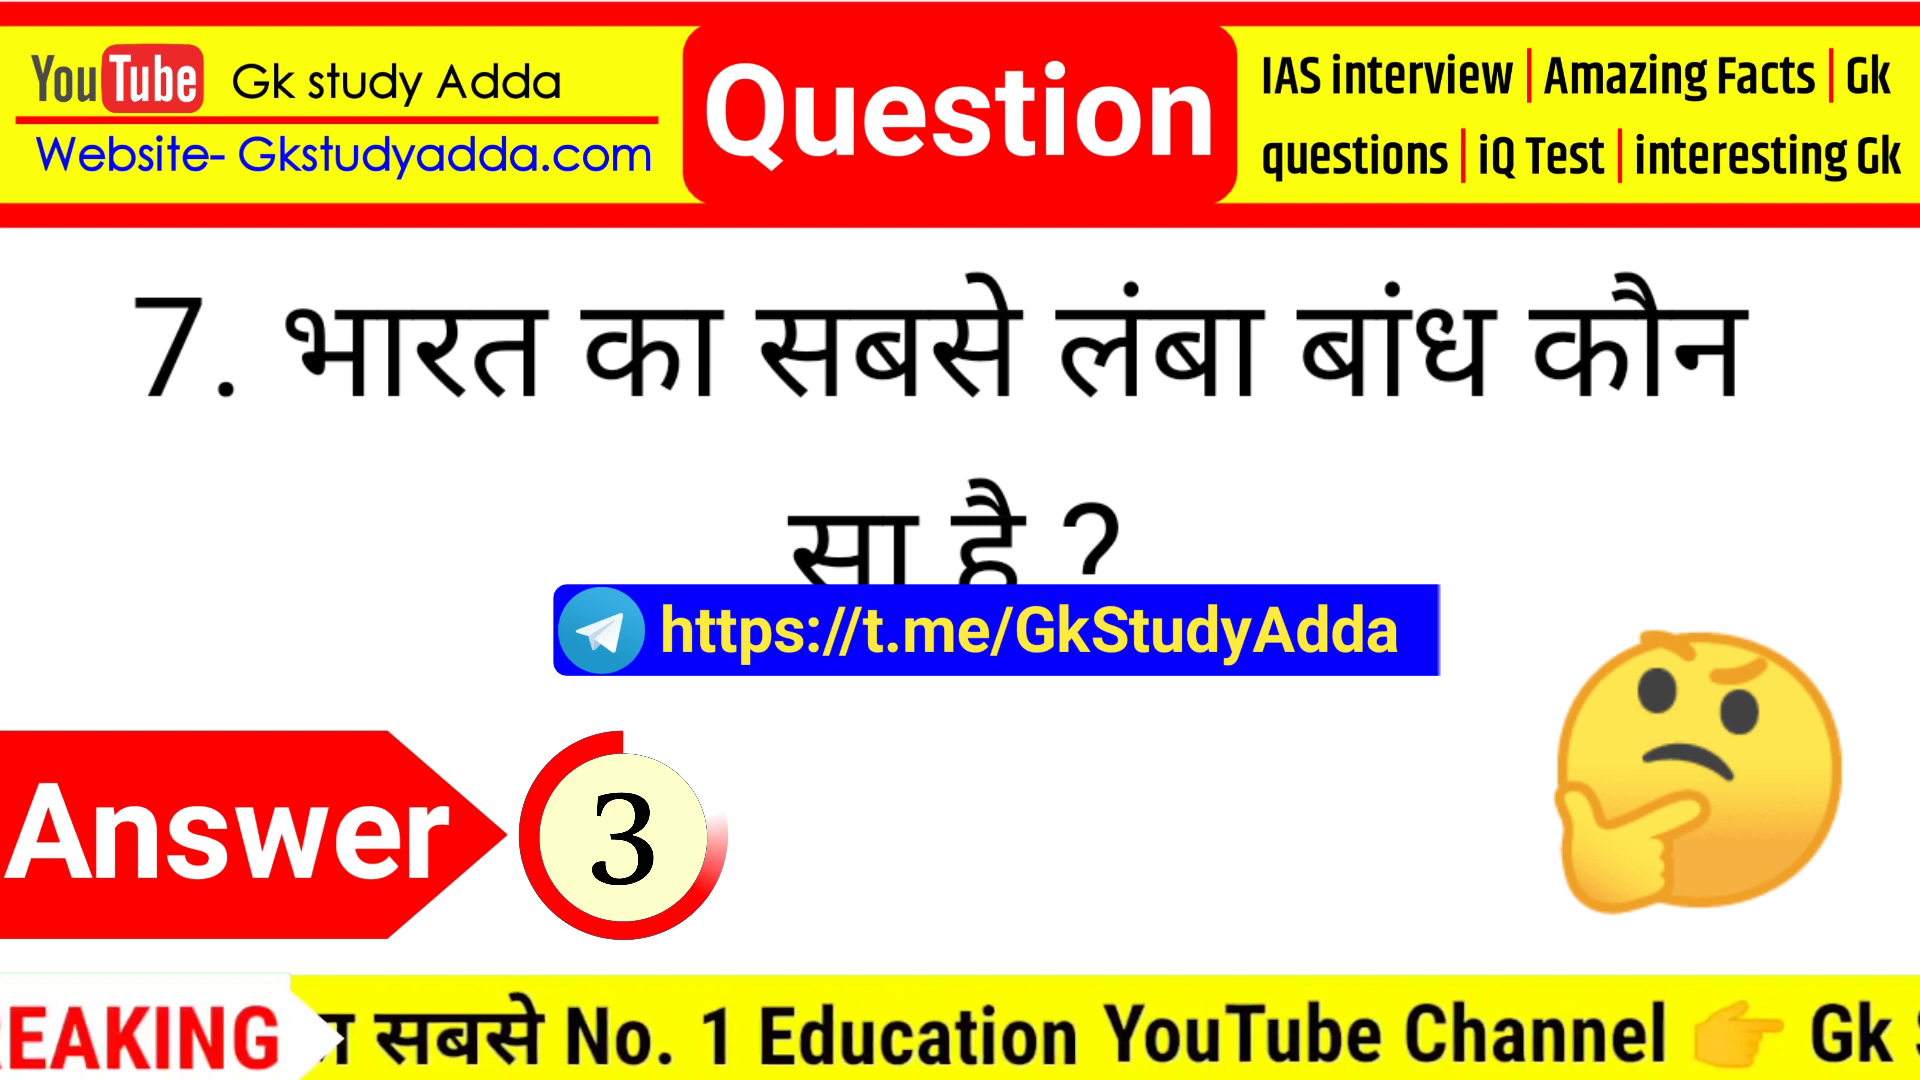 YouTube Gk study Adda
Website- Gkstudyadda.com
Question
IAS interview | Amazing Facts | Gk
questions | iQ Test | interesting Gk
7. भारत का सबसे लंबा बांध कौन
सा है ?
https://t.me/GkStudyAdda
Answer
3
EAKING
सबसे No. 1 Education YouTube Channel 👉 Gk